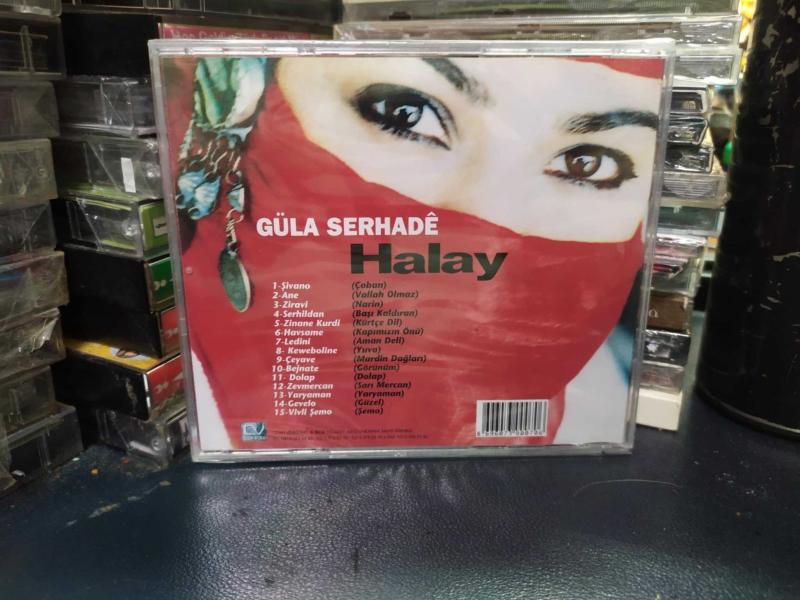 GÜLA SERHADÊ
Halay
1-Şivano (Çoban)
2-Ane (Vallah Olmaz)
3-Ziravi (Narin)
4-Serhildan (Başı Kaldıran)
5-Zinane Kurdi (Kürtçe Dil)
6-Havsame (Kapımızın Önü)
7-Ledini (Aman Deli)
8- Keweboline (Yuva)
9-Çeyave (Mardin Dağları)
10-Bejnate (Görünüm)
11- Dolap (Dolap)
12-Zevmercan (Sarı Mercan)
13-Yaryaman (Yaryaman)
14-Gevelo (Güzel)
15-Vivli Şemo (Şemo)